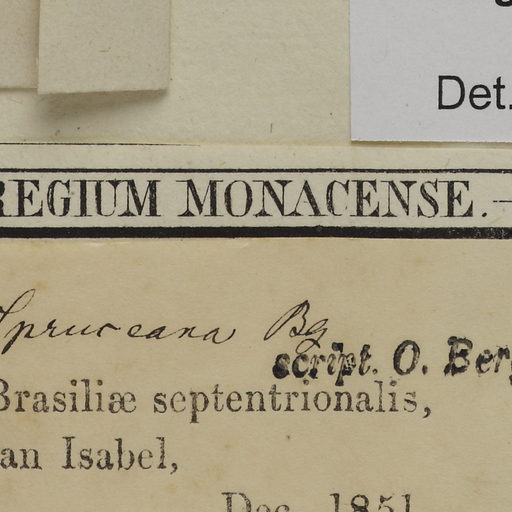 Det.
REGIUM MONACENSE.—
Spruceana Bg
script. O. Berg
Brasiliæ septentrionalis,
an Isabel,
Dec. 1851